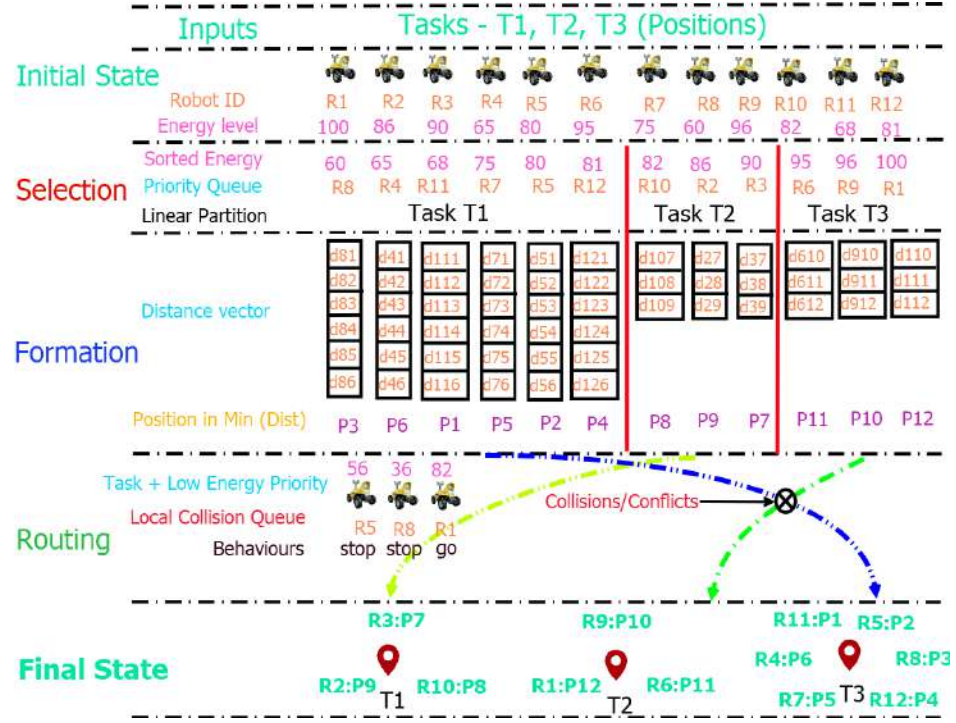 Inputs Tasks - T1, T2, T3 (Positions)
Initial State
Robot ID R1 R2 R3 R4 R5 R6 R7 R8 R9 R10 R11 R12
Energy level 100 86 90 65 80 95 75 60 96 82 68 81
Sorted Energy 60 65 68 75 80 81 82 86 90 95 96 100
Selection
Priority Queue R8 R4 R11 R7 R5 R12 R10 R2 R3 R6 R9 R1
Linear Partition Task T1 Task T2 Task T3
d81 d41 d111 d71 d51 d121 d107 d27 d37 d610 d910 d110
d82 d42 d112 d72 d52 d122 d108 d28 d38 d611 d911 d111
d83 d43 d113 d73 d53 d123 d109 d29 d39 d612 d912 d112
Distance vector
d84 d44 d114 d74 d54 d124
Formation
d85 d45 d115 d75 d55 d125
d86 d46 d116 d76 d56 d126
Position in Min (Dist) P3 P6 P1 P5 P2 P4 P8 P9 P7 P11 P10 P12
56 36 82
Task + Low Energy Priority
Collisions/Conflicts
Local Collision Queue
R5 R8 R1
Routing
Behaviours stop stop go
R3:P7 R9:P10 R11:P1 R5:P2
Final State
R4:P6 R8:P3
R2:P9 T1 R10:P8 R1:P12 T2 R6:P11 R7:P5 T3 R12:P4